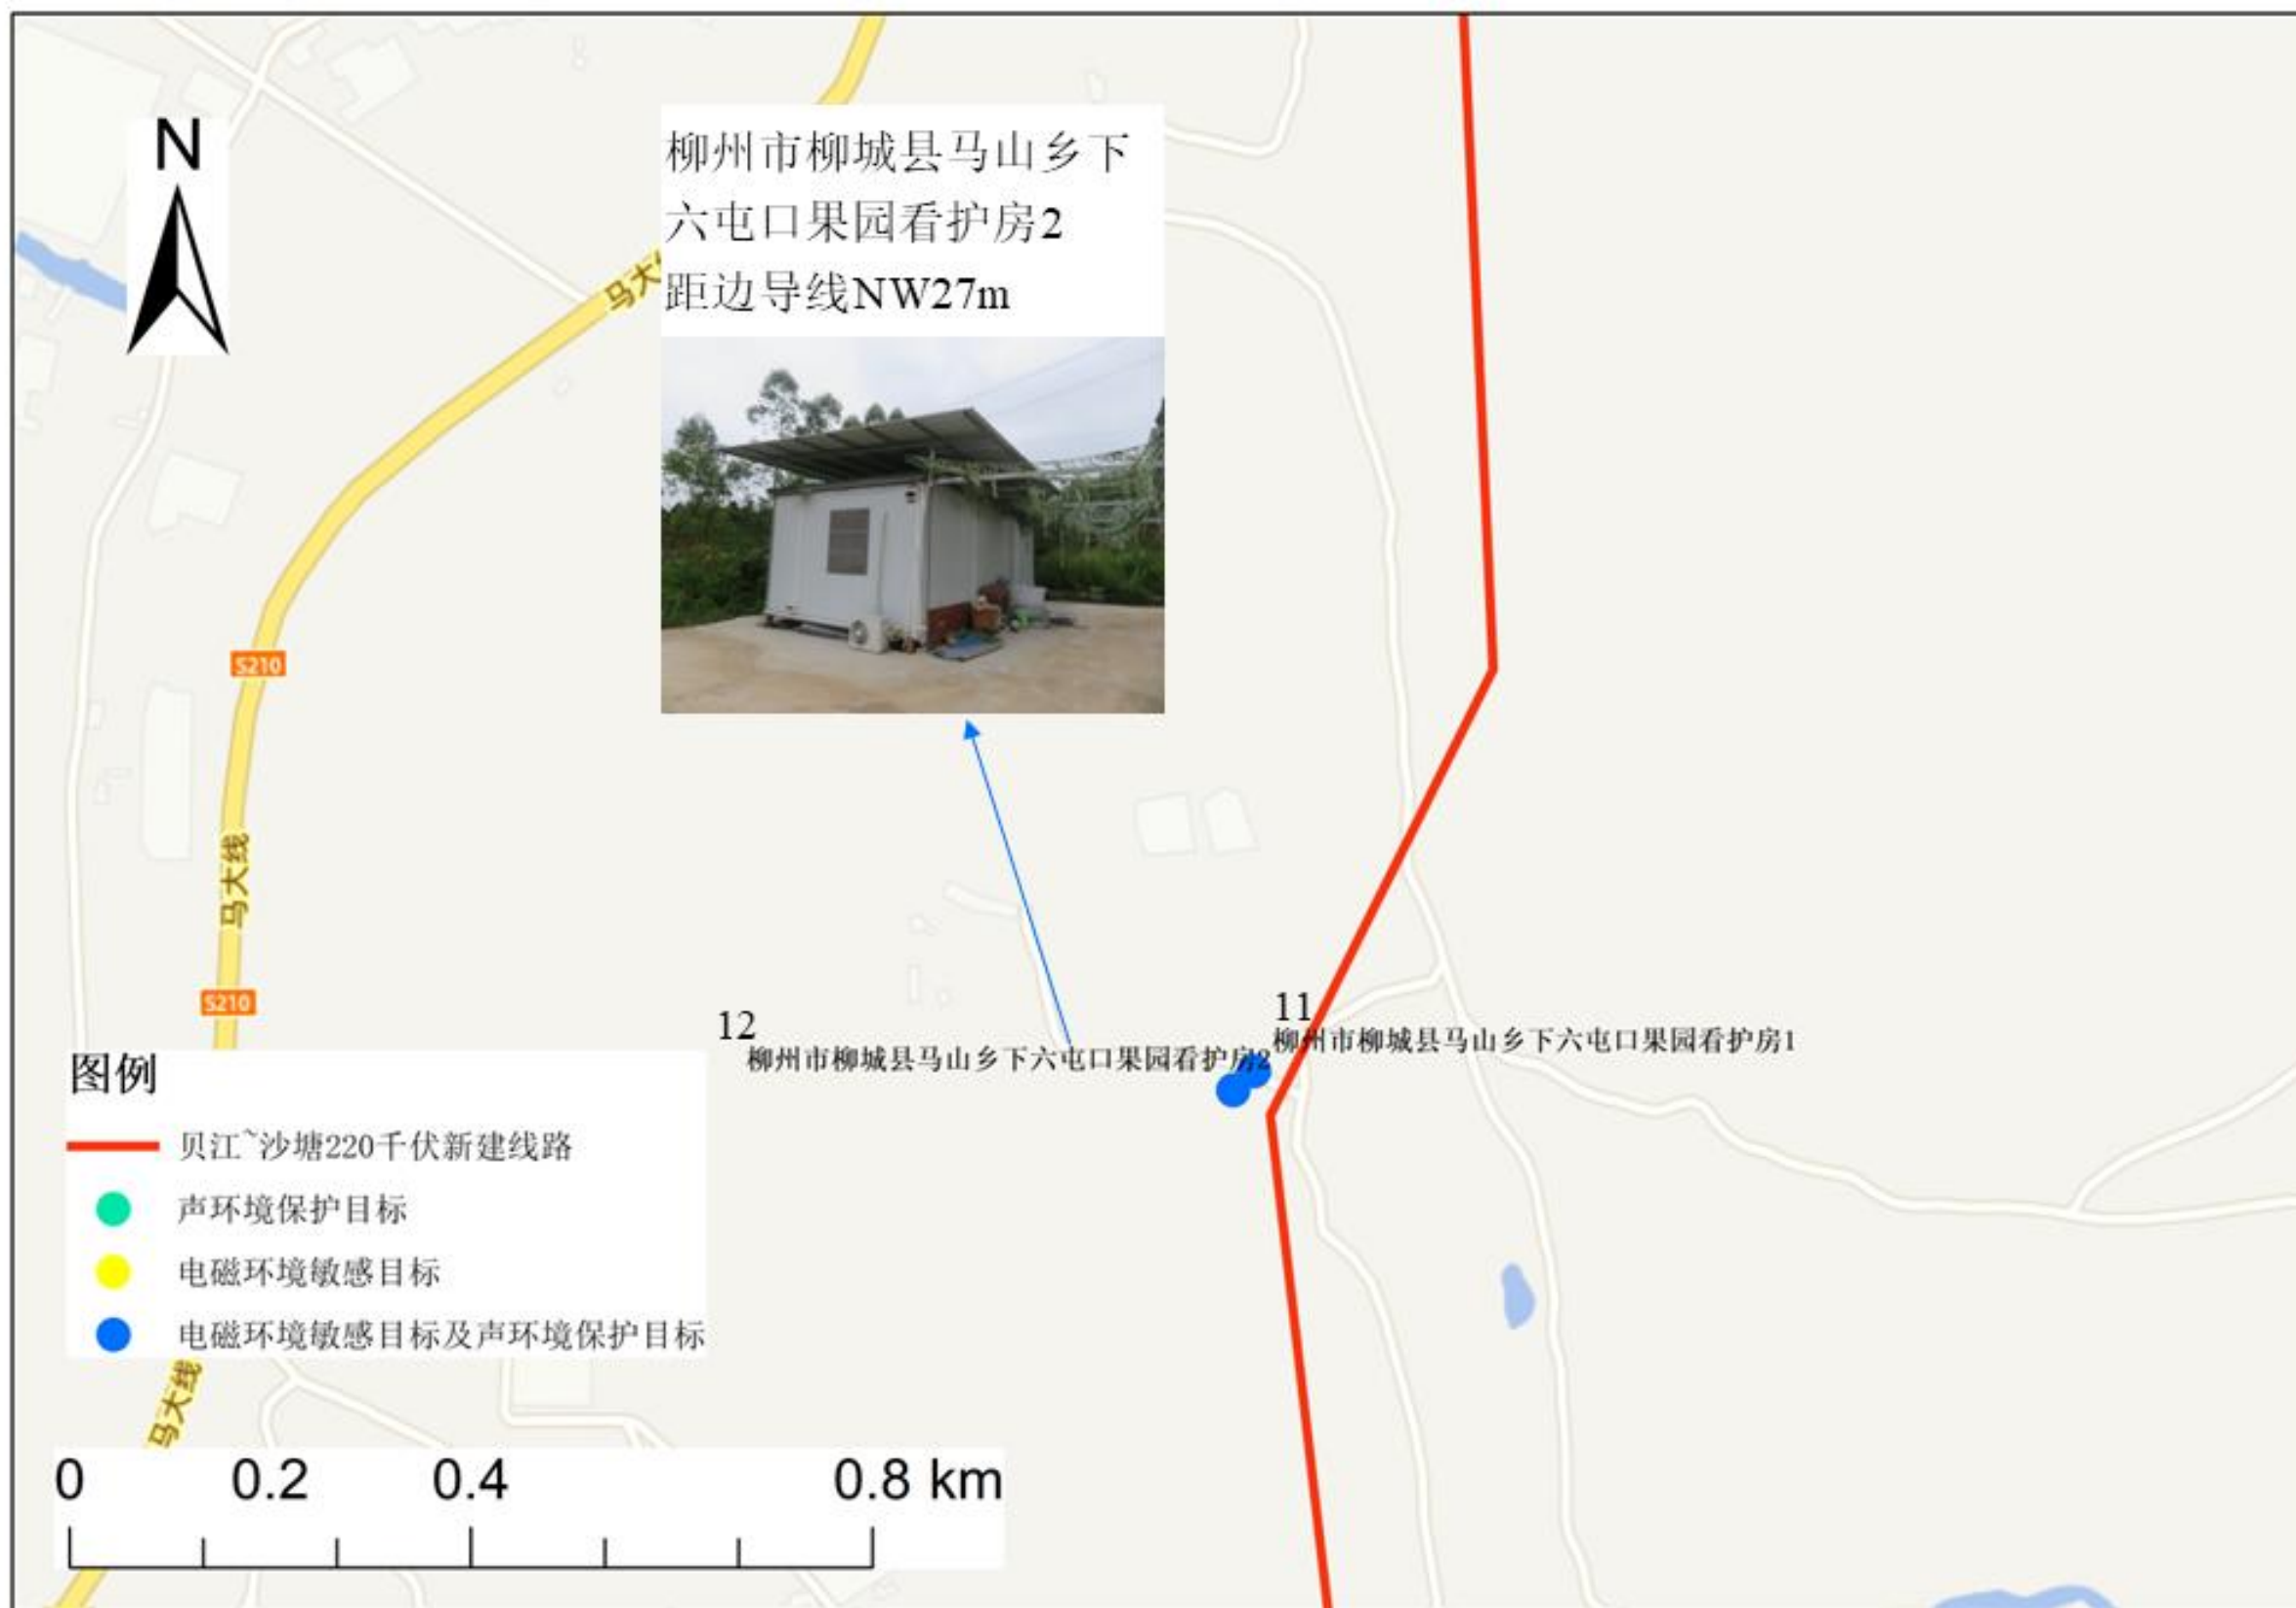 N
柳州市柳城县马山乡下
六屯口果园看护房2
距边导线NW27m
马大
S210
马大线
S210
12
柳州市柳城县马山乡下六屯口果园看护房2
11
柳州市柳城县马山乡下六屯口果园看护房1
图例
贝江~沙塘220千伏新建线路
声环境保护目标
电磁环境敏感目标
电磁环境敏感目标及声环境保护目标
马大线
0 0.2 0.4 0.8 km